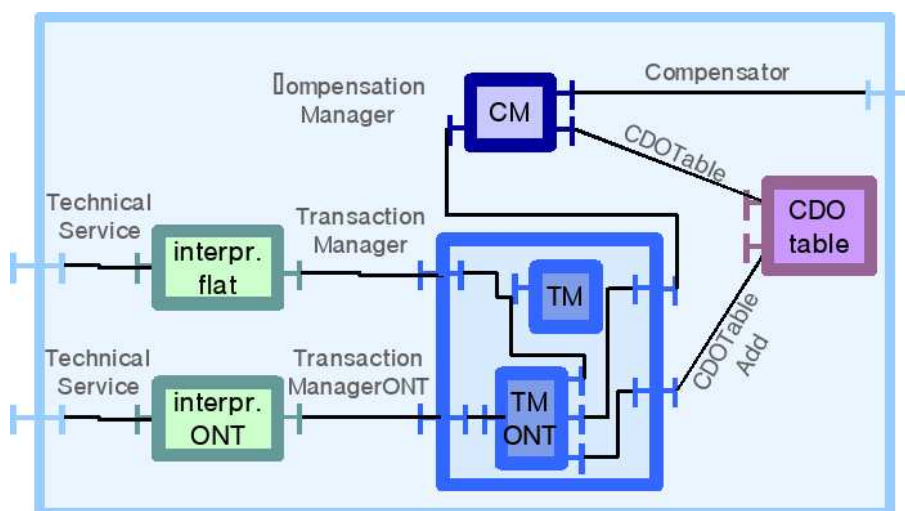 Compensator
▯ompensation
Manager
CM
CDOTable
CDO
table
Technical
Service
Transaction
Manager
interpr.
flat
TM
CDOTable
Add
Technical
Service
Transaction
ManagerONT
interpr.
ONT
TM
ONT